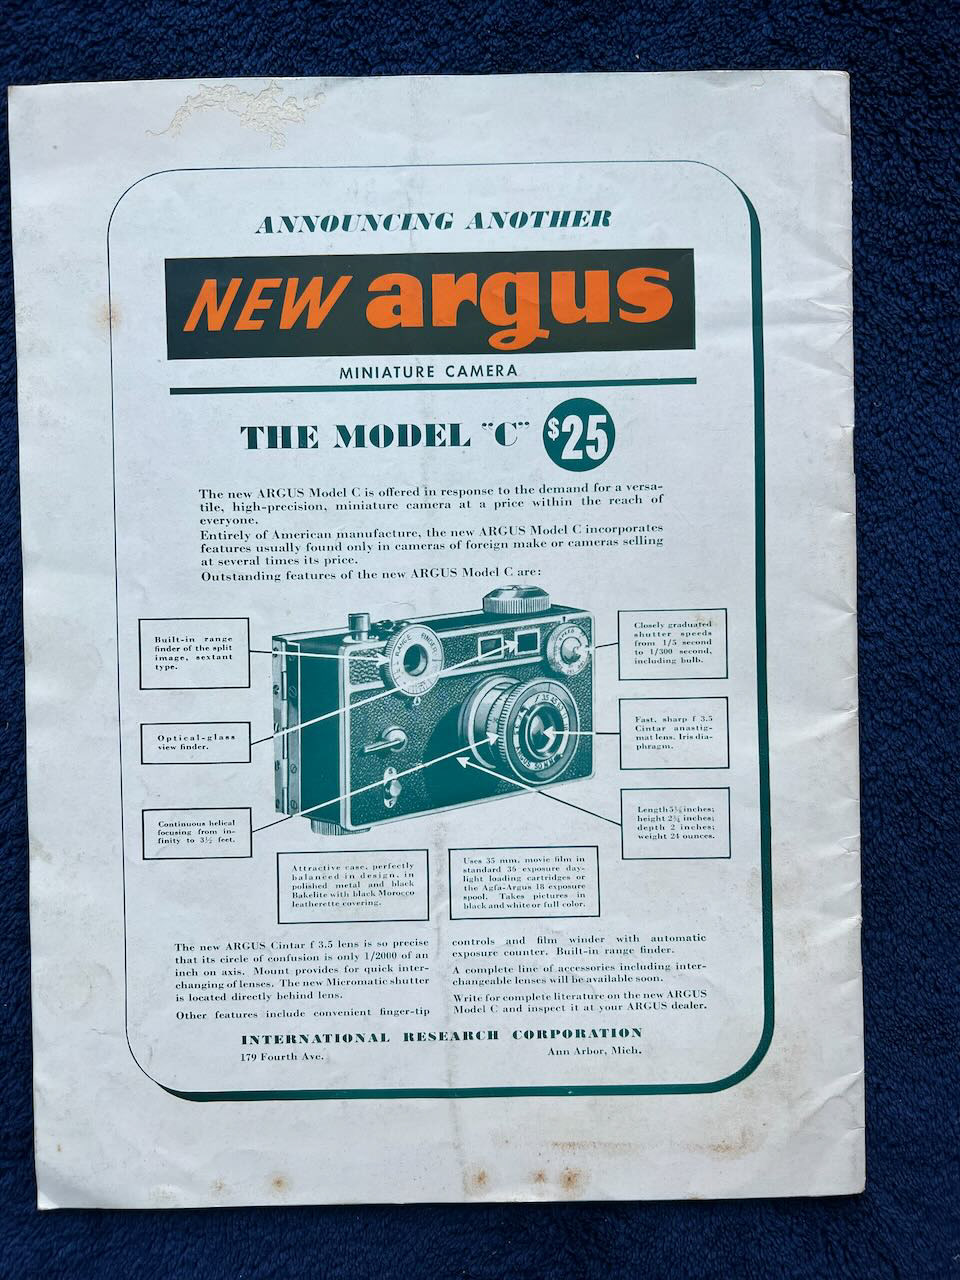 ANNOUNCING ANOTHER
NEW argus
MINIATURE CAMERA
THE MODEL "C" $25
The new ARGUS Model C is offered in response to the demand for a versa-
tile, high-precision, miniature camera at a price within the reach of
everyone.
Entirely of American manufacture, the new ARGUS Model C incorporates
features usually found only in cameras of foreign make or cameras selling
at several times its price.
Outstanding features of the new ARGUS Model C are:
Built-in range
finder of the split
image, sextant
type.
Optical-glass
view finder.
Continuous helical
focusing from in-
finity to 3½ feet.
RANGE FINDER
Closely graduated
shutter speeds
from 1/5 second
to 1/300 second,
including bulb.
Fast, sharp f 3.5
Cintar anastig-
mat lens. Iris dia-
phragm.
Length 5¼ inches;
height 2¾ inches;
depth 2 inches;
weight 24 ounces.
Attractive case, perfectly
balanced in design, in
polished metal and black
Bakelite with black Morocco
leatherette covering.
Uses 35 mm. movie film in
standard 36 exposure day-
light loading cartridges or
the Agfa-Argus 18 exposure
spool. Takes pictures in
black and white or full color.
The new ARGUS Cintar f 3.5 lens is so precise
that its circle of confusion is only 1/2000 of an
inch on axis. Mount provides for quick inter-
changing of lenses. The new Micromatic shutter
is located directly behind lens.
Other features include convenient finger-tip
controls and film winder with automatic
exposure counter. Built-in range finder.
A complete line of accessories including inter-
changeable lenses will be available soon.
Write for complete literature on the new ARGUS
Model C and inspect it at your ARGUS dealer.
INTERNATIONAL RESEARCH CORPORATION
179 Fourth Ave. Ann Arbor, Mich.